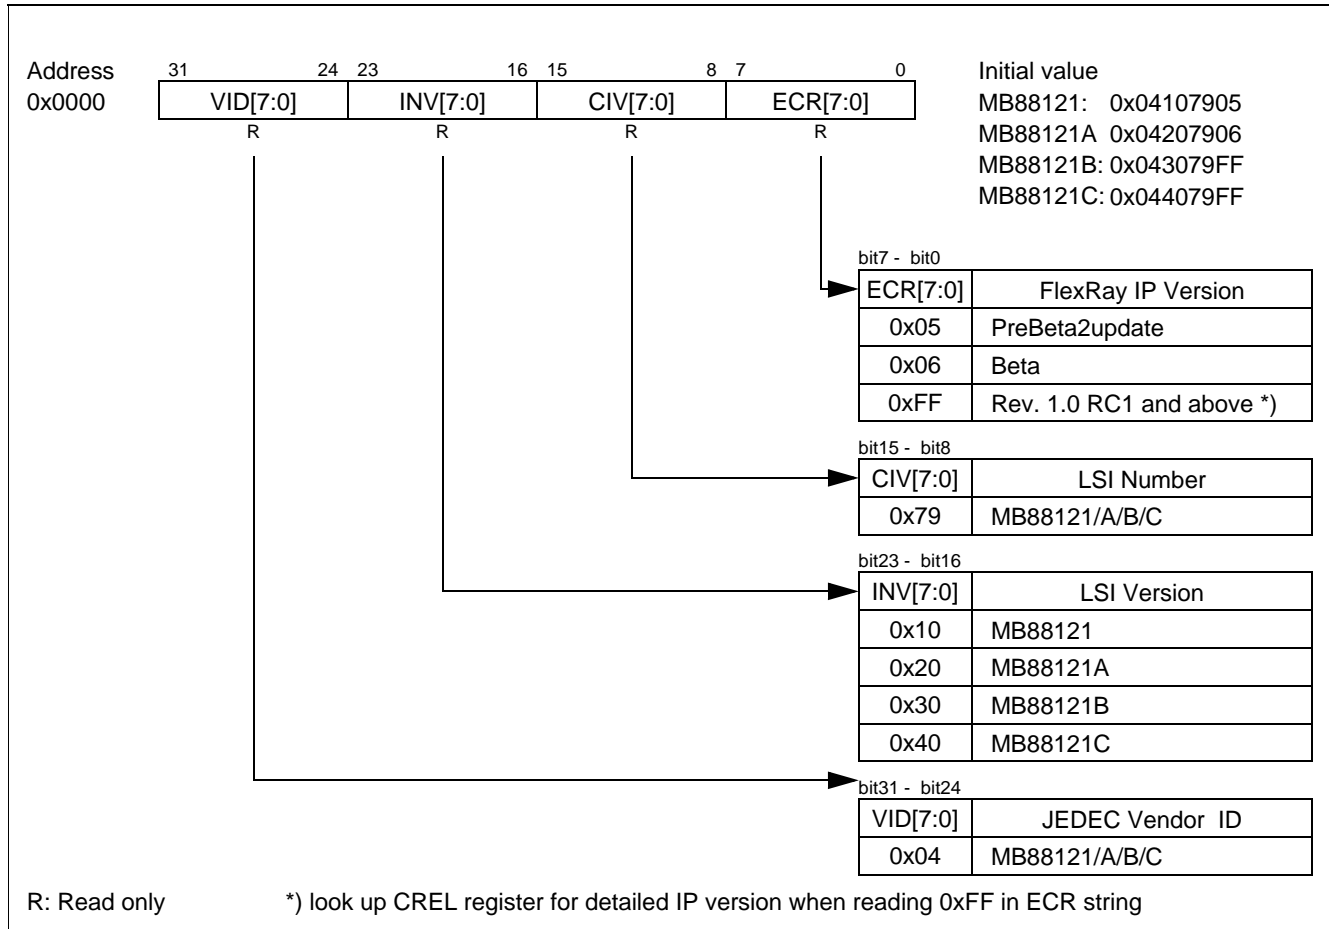 Address 31 24 23 16 15 8 7 0 Initial value
0x0000 VID[7:0] INV[7:0] CIV[7:0] ECR[7:0] MB88121: 0x04107905
R R R R MB88121A 0x04207906
MB88121B: 0x043079FF
MB88121C: 0x044079FF
bit7 - bit0
ECR[7:0] FlexRay IP Version
0x05 PreBeta2update
0x06 Beta
0xFF Rev. 1.0 RC1 and above *)
bit15 - bit8
CIV[7:0] LSI Number
0x79 MB88121/A/B/C
bit23 - bit16
INV[7:0] LSI Version
0x10 MB88121
0x20 MB88121A
0x30 MB88121B
0x40 MB88121C
bit31 - bit24
VID[7:0] JEDEC Vendor ID
0x04 MB88121/A/B/C
R: Read only *) look up CREL register for detailed IP version when reading 0xFF in ECR string